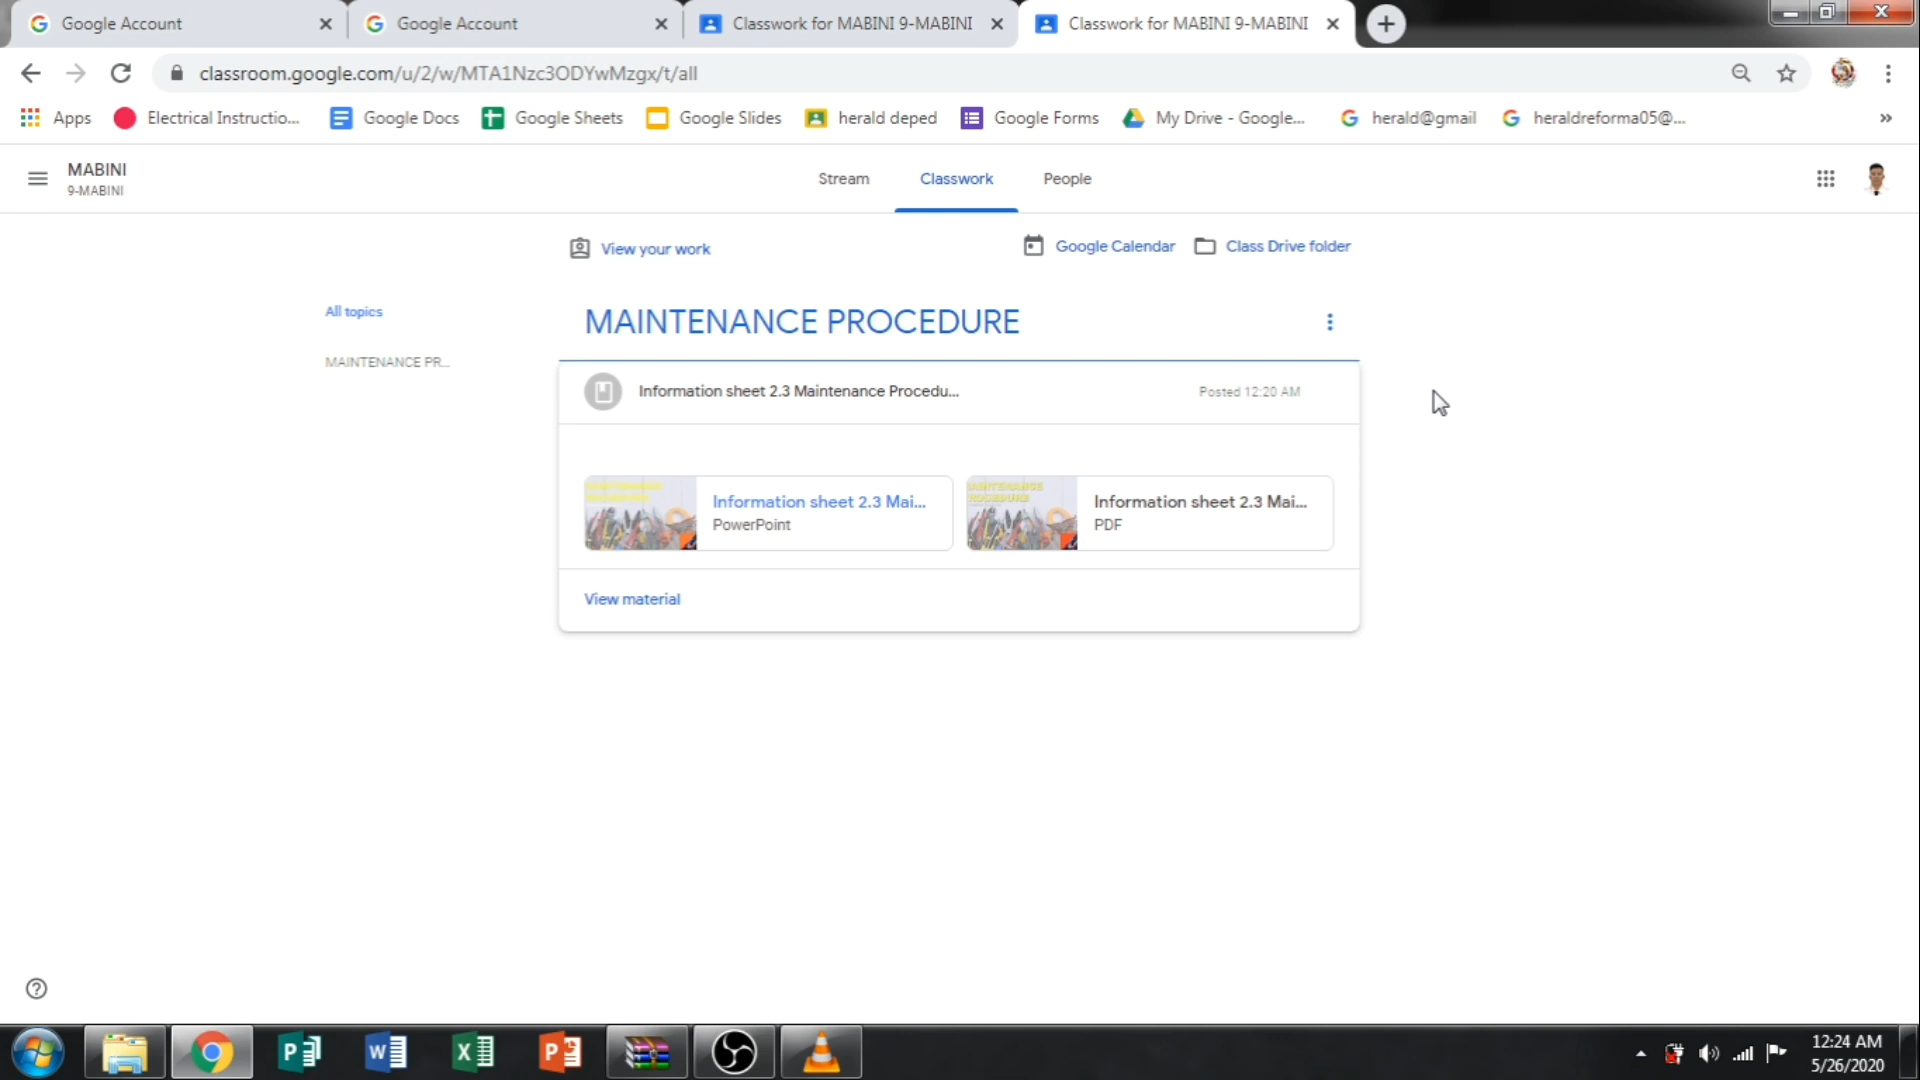 Google Account
Google Account
Classwork for MABINI 9-MABINI
Classwork for MABINI 9-MABINI
classroom.google.com/u/2/w/MTA1Nzc3ODYwMzgx/t/all
Apps
Electrical Instructio...
Google Docs
Google Sheets
Google Slides
herald deped
Google Forms
My Drive - Google...
herald@gmail
heraldreforma05@...
MABINI
9-MABINI
Stream
Classwork
People
View your work
Google Calendar
Class Drive folder
All topics
MAINTENANCE PR...
MAINTENANCE PROCEDURE
Information sheet 2.3 Maintenance Procedu...
Posted 12:20 AM
Information sheet 2.3 Mai...
PowerPoint
Information sheet 2.3 Mai...
PDF
View material
12:24 AM
5/26/2020